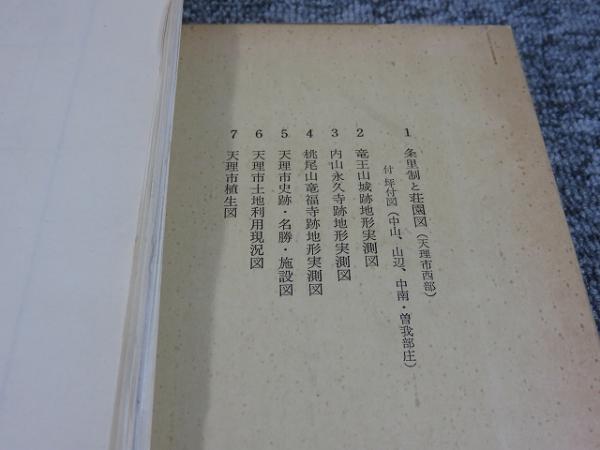 1 条里制と荘園図（天理市西部）
付 坪付図（中山、山辺、中南・曽我部庄）
2 竜王山城跡地形実測図
3 内山永久寺跡地形実測図
4 桃尾山竜福寺跡地形実測図
5 天理市史跡・名勝・施設図
6 天理市土地利用現況図
7 天理市植生図